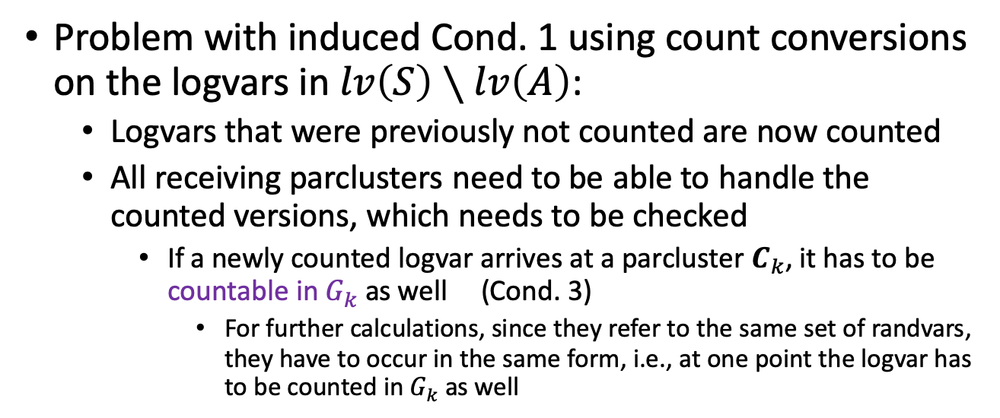 • Problem with induced Cond. 1 using count conversions
on the logvars in lv(S) \ lv(A):
• Logvars that were previously not counted are now counted
• All receiving parclusters need to be able to handle the
counted versions, which needs to be checked
• If a newly counted logvar arrives at a parcluster C_k, it has to be
countable in G_k as well (Cond. 3)
• For further calculations, since they refer to the same set of randvars,
they have to occur in the same form, i.e., at one point the logvar has
to be counted in G_k as well